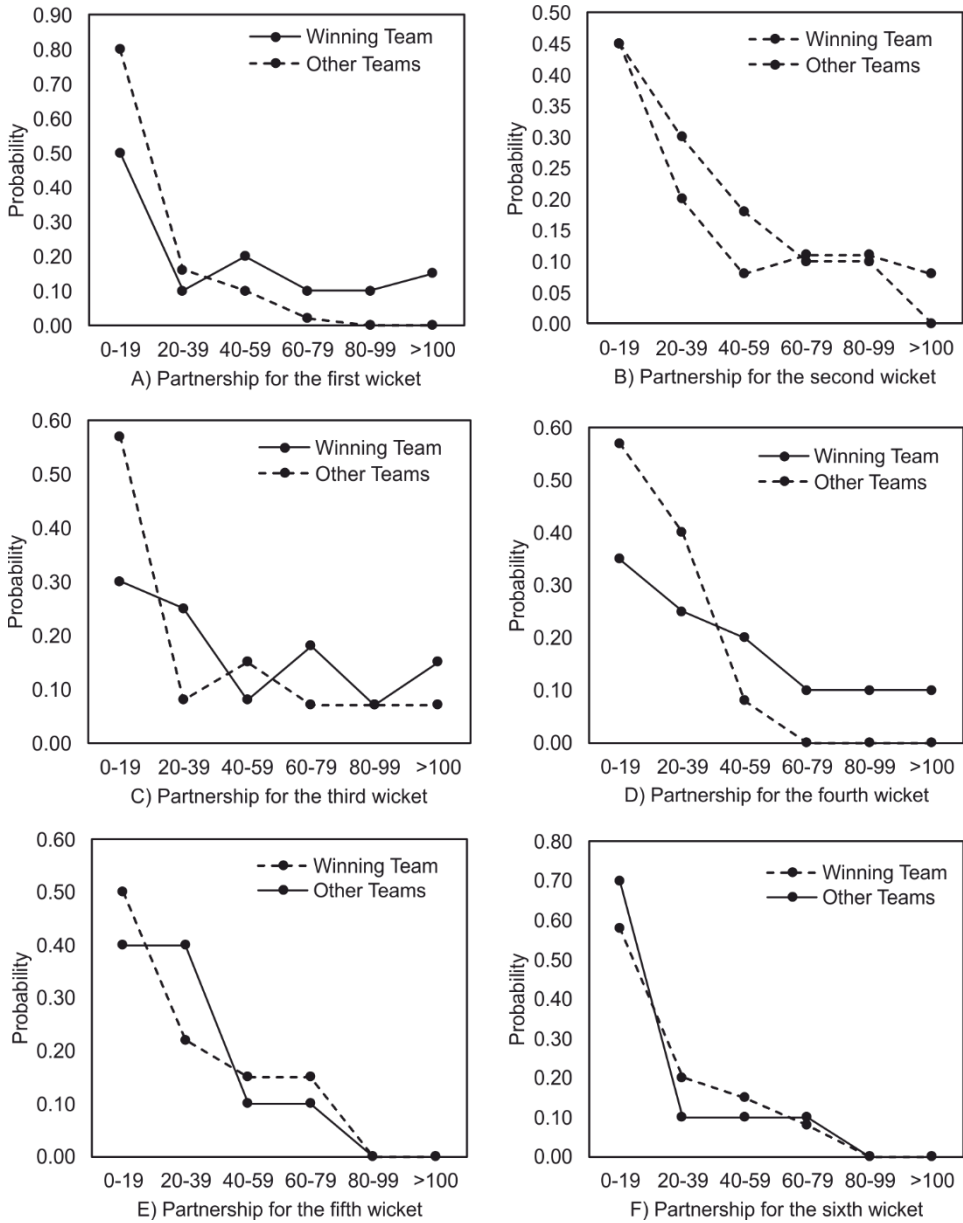 0.90
0.80
0.70
0.60
0.50
0.40
0.30
0.20
0.10
0.00
Probability
Winning Team
Other Teams
0-19 20-39 40-59 60-79 80-99 >100
A) Partnership for the first wicket
0.50
0.45
0.40
0.35
0.30
0.25
0.20
0.15
0.10
0.05
0.00
Probability
Winning Team
Other Teams
0-19 20-39 40-59 60-79 80-99 >100
B) Partnership for the second wicket
0.60
0.50
0.40
0.30
0.20
0.10
0.00
Probability
Winning Team
Other Teams
0-19 20-39 40-59 60-79 80-99 >100
C) Partnership for the third wicket
0.60
0.50
0.40
0.30
0.20
0.10
0.00
Probability
Winning Team
Other Teams
0-19 20-39 40-59 60-79 80-99 >100
D) Partnership for the fourth wicket
0.60
0.50
0.40
0.30
0.20
0.10
0.00
Probability
Winning Team
Other Teams
0-19 20-39 40-59 60-79 80-99 >100
E) Partnership for the fifth wicket
0.80
0.70
0.60
0.50
0.40
0.30
0.20
0.10
0.00
Probability
Winning Team
Other Teams
0-19 20-39 40-59 60-79 80-99 >100
F) Partnership for the sixth wicket